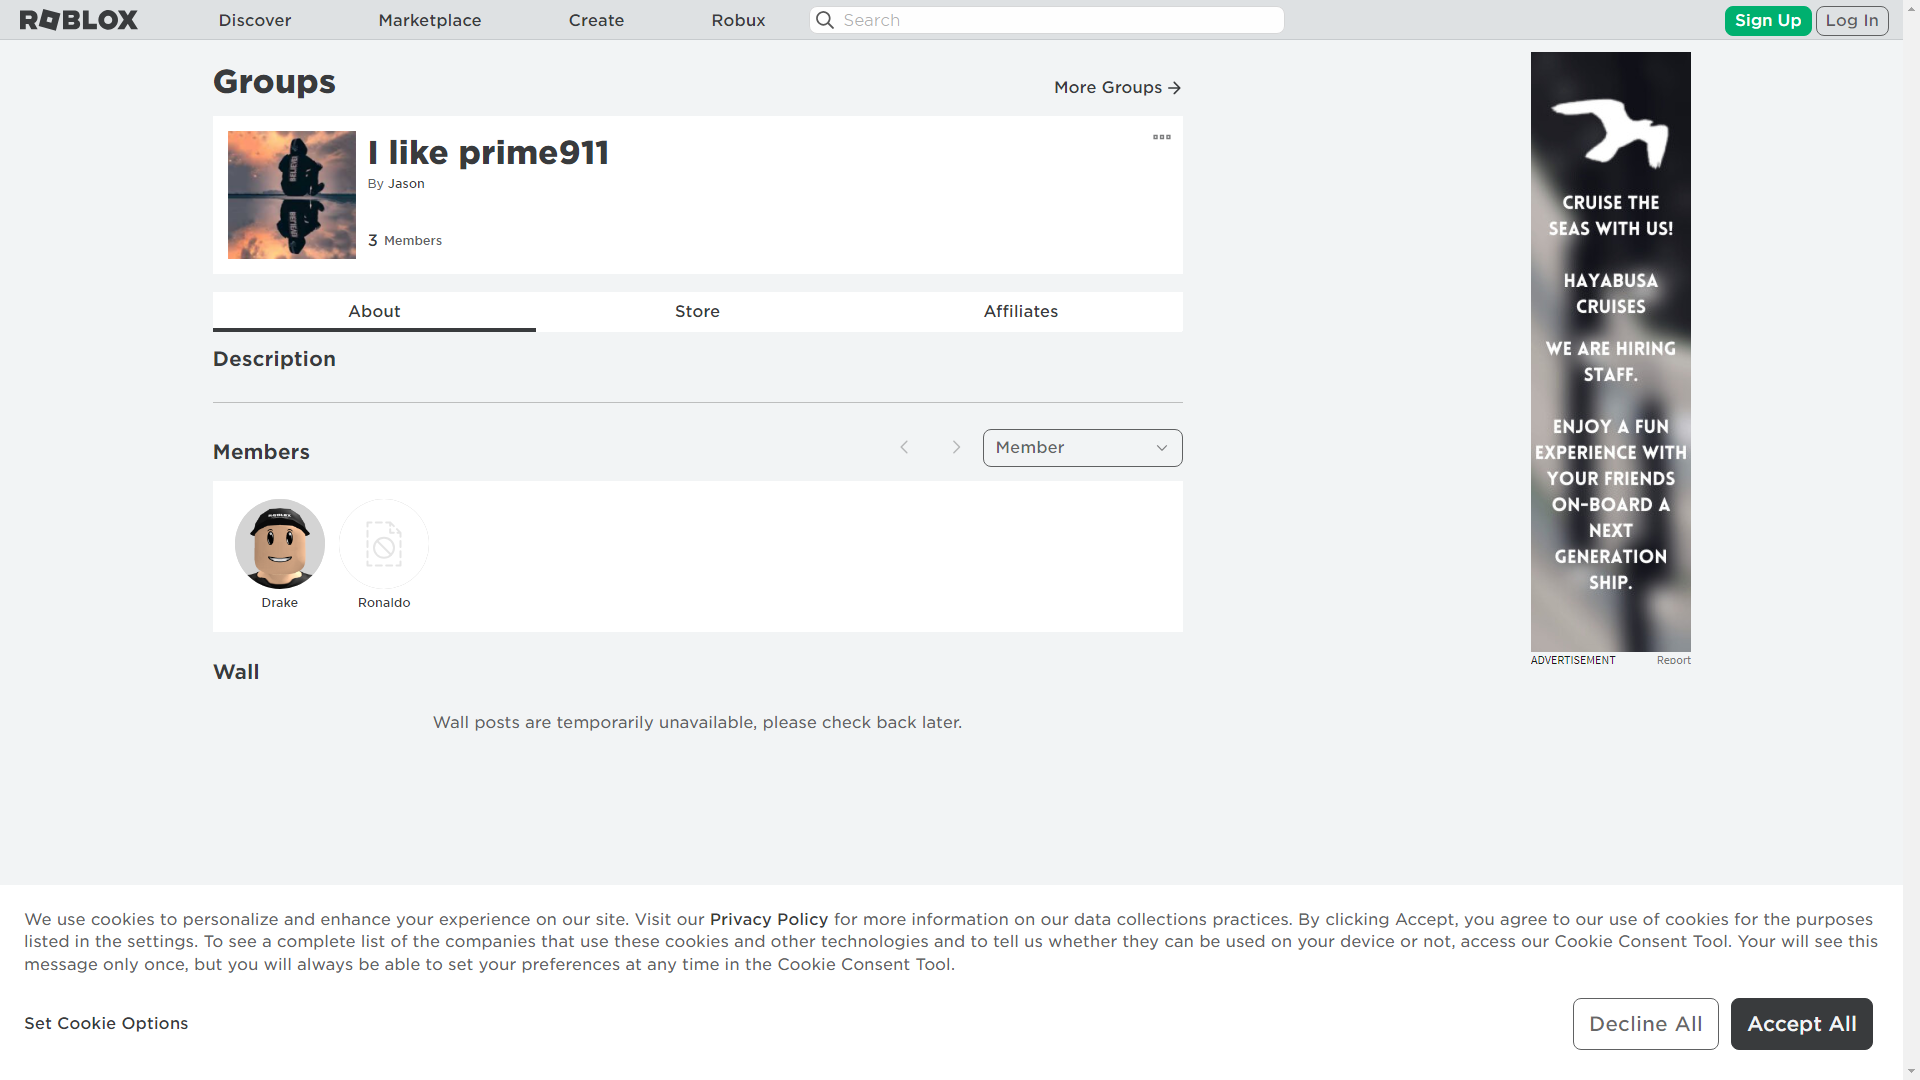 ROBLOX
Discover
Marketplace
Create
Robux
Search
Sign Up
Log In
Groups
More Groups
I like prime911
By Jason
3 Members
About
Store
Affiliates
Description
Members
Member
Drake
Ronaldo
Wall
Wall posts are temporarily unavailable, please check back later.
CRUISE THE
SEAS WITH US!
HAYABUSA
CRUISES
WE ARE HIRING
STAFF.
ENJOY A FUN
EXPERIENCE WITH
YOUR FRIENDS
ON-BOARD A
NEXT
GENERATION
SHIP.
ADVERTISEMENT
Report
We use cookies to personalize and enhance your experience on our site. Visit our Privacy Policy for more information on our data collections practices. By clicking Accept, you agree to our use of cookies for the purposes
listed in the settings. To see a complete list of the companies that use these cookies and other technologies and to tell us whether they can be used on your device or not, access our Cookie Consent Tool. Your will see this
message only once, but you will always be able to set your preferences at any time in the Cookie Consent Tool.
Set Cookie Options
Decline All
Accept All